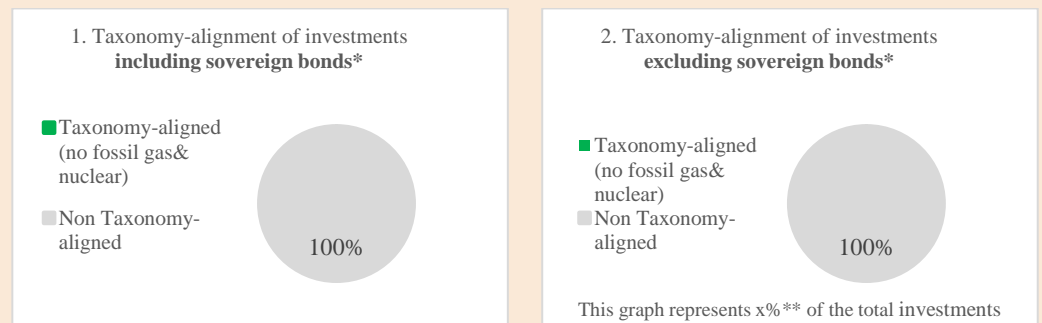 1. Taxonomy-alignment of investments
including sovereign bonds*
Taxonomy-aligned
(no fossil gas&
nuclear)
Non Taxonomy-
aligned
100%
2. Taxonomy-alignment of investments
excluding sovereign bonds*
Taxonomy-aligned
(no fossil gas&
nuclear)
Non Taxonomy-
aligned
100%
This graph represents x%** of the total investments